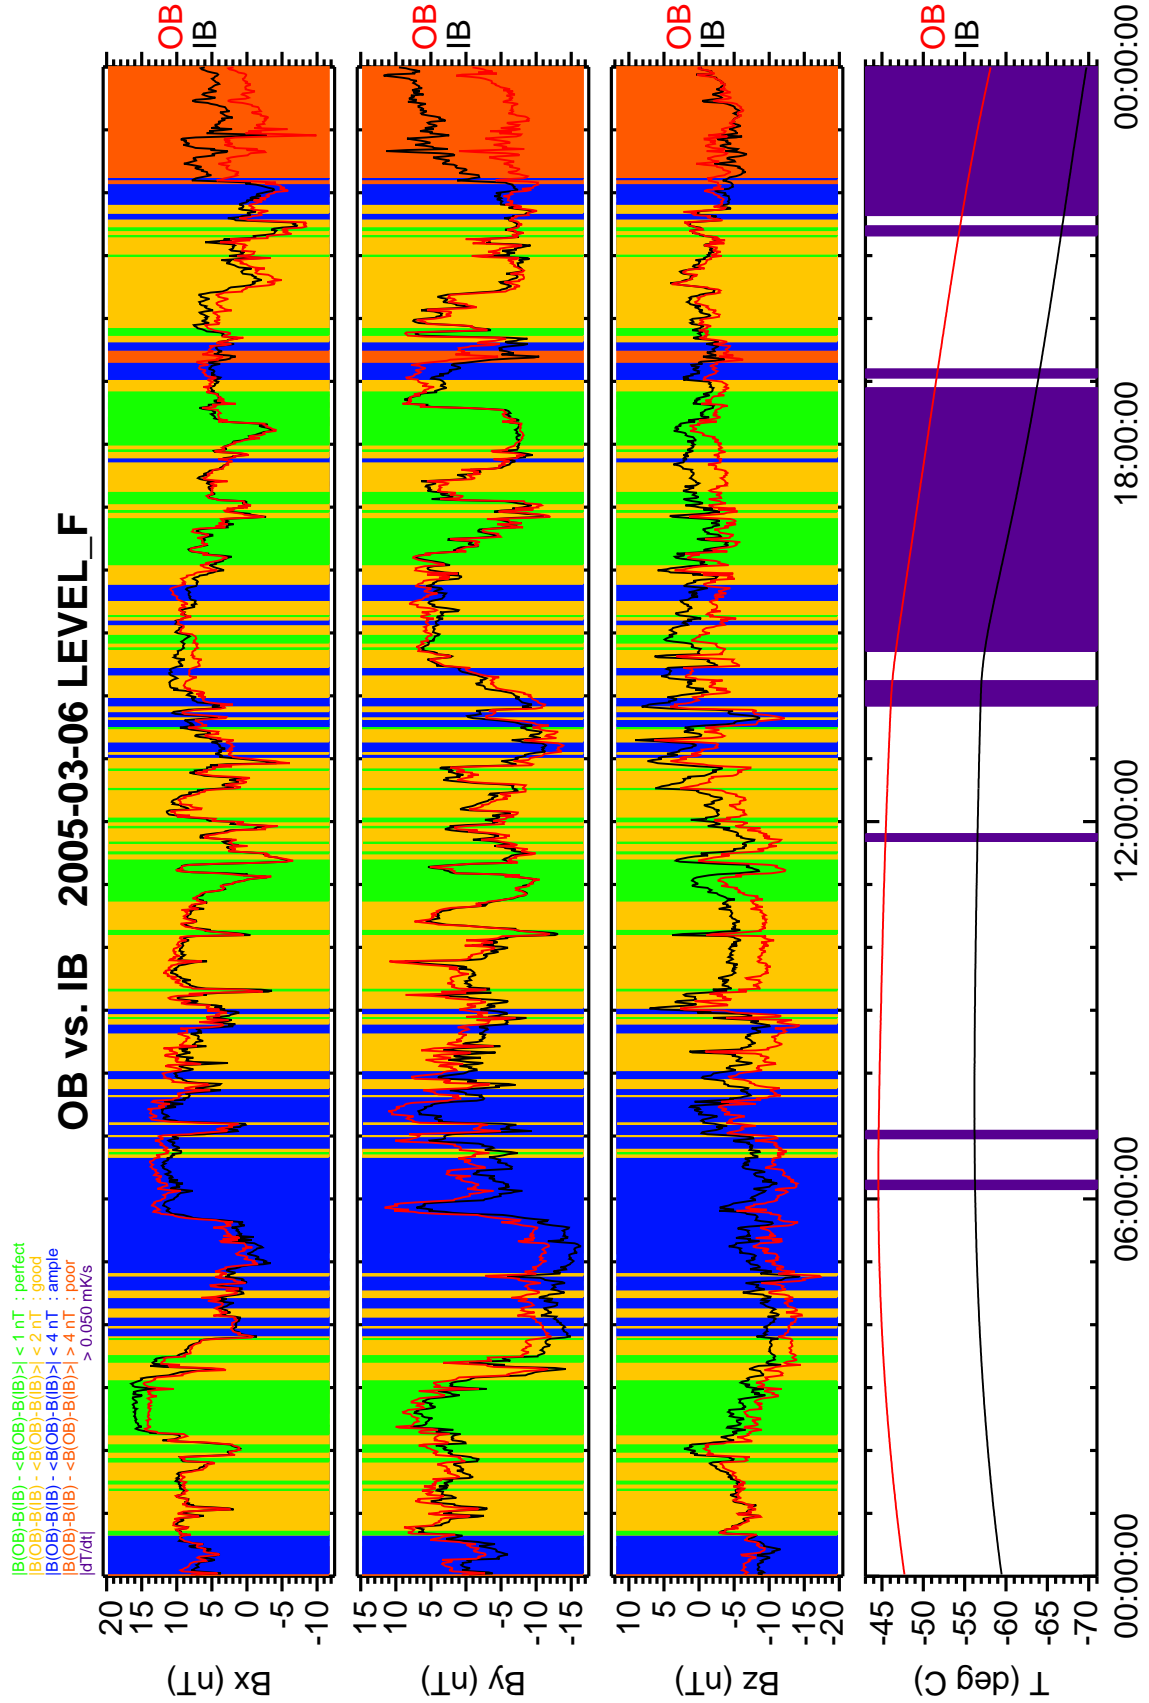 OB vs. IB 2005-03-06 LEVEL_F
|B(OB)-B(IB) - <B(OB)-B(IB)>| < 1 nT : perfect
|B(OB)-B(IB) - <B(OB)-B(IB)>| < 2 nT : good
|B(OB)-B(IB) - <B(OB)-B(IB)>| < 4 nT : ample
|B(OB)-B(IB) - <B(OB)-B(IB)>| > 4 nT : poor
|dT/dt| > 0.050 mK/s
Bx (nT)
20
15
10
5
0
-5
-10
OB
IB
By (nT)
15
10
5
0
-5
-10
-15
OB
IB
Bz (nT)
10
5
0
-5
-10
-15
-20
OB
IB
T (deg C)
-45
-50
-55
-60
-65
-70
OB
IB
00:00:00
06:00:00
12:00:00
18:00:00
00:00:00